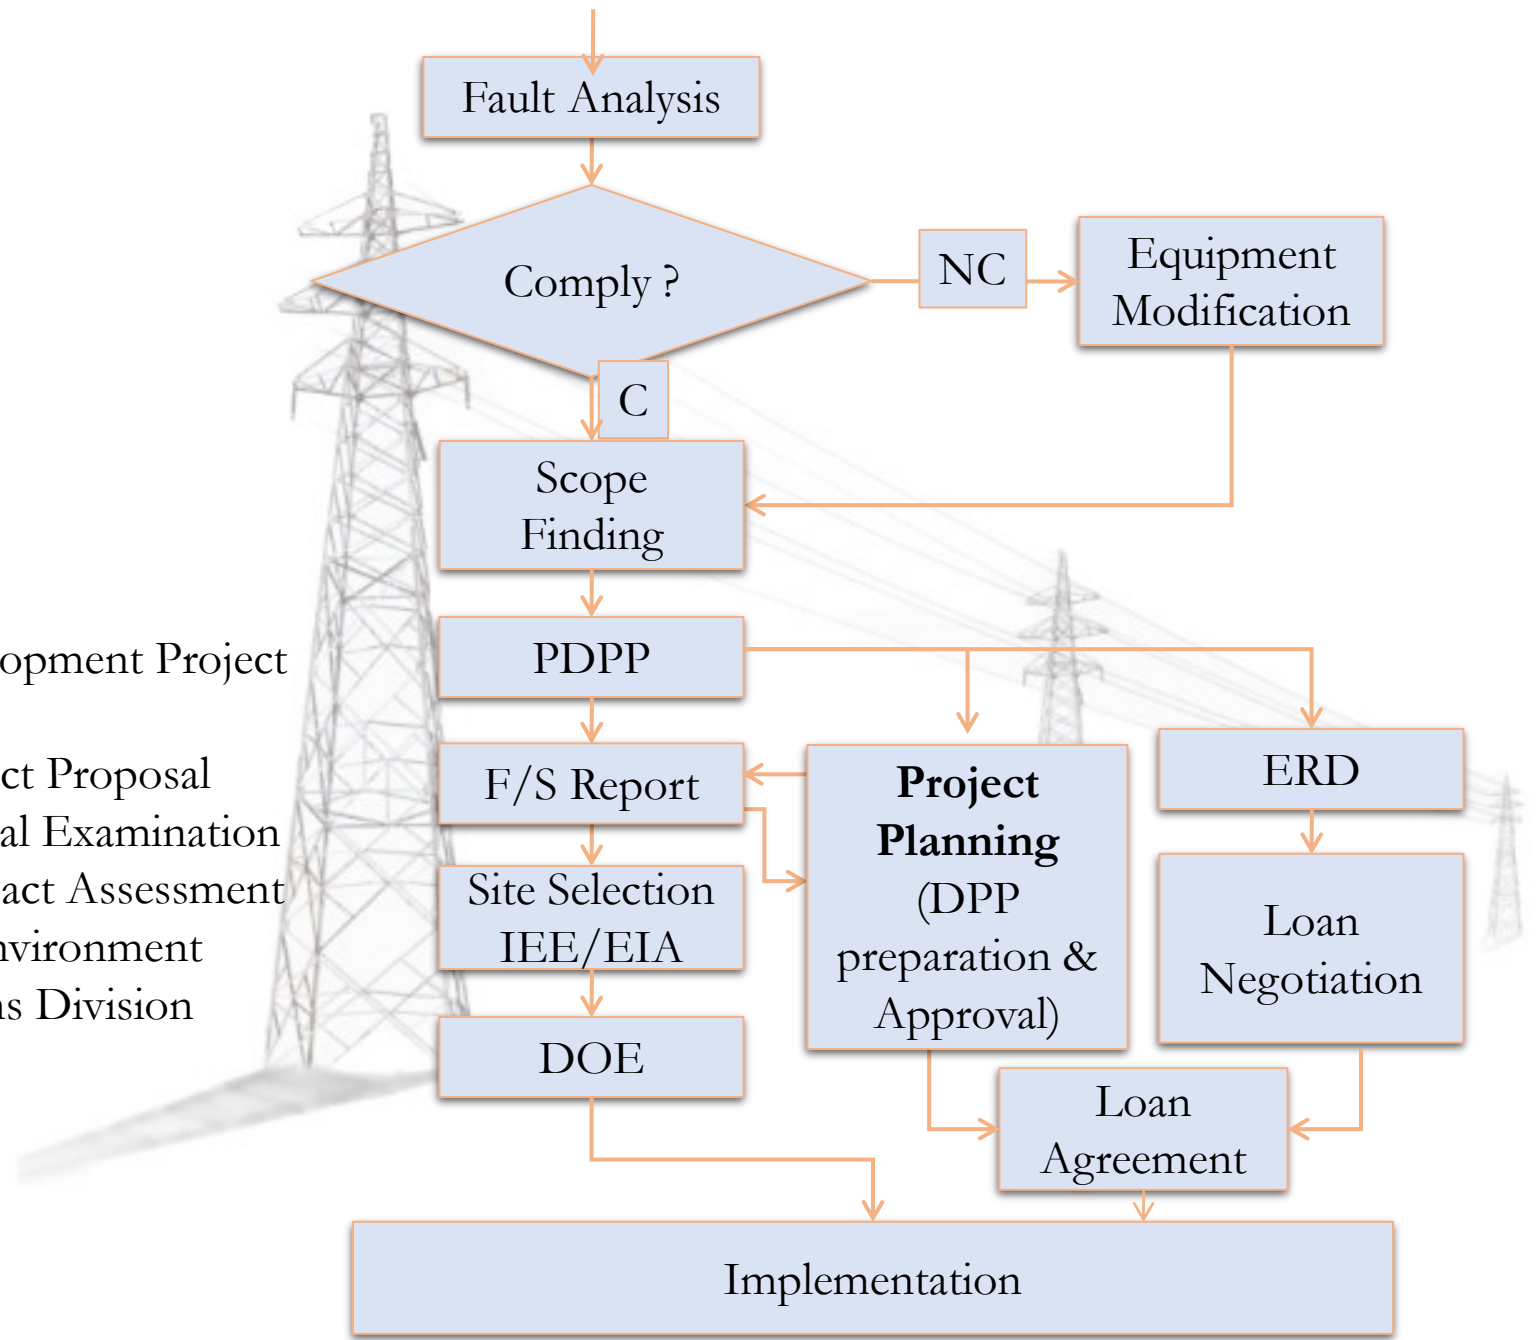 Fault Analysis
Comply ?
NC
Equipment
Modification
C
Scope
Finding
PDPP
opment Project
F/S Report
ct Proposal
al Examination
act Assessment
nvironment
ns Division
Project
Planning
(DPP
preparation &
Approval)
ERD
Site Selection
IEE/EIA
Loan
Negotiation
DOE
Loan
Agreement
Implementation